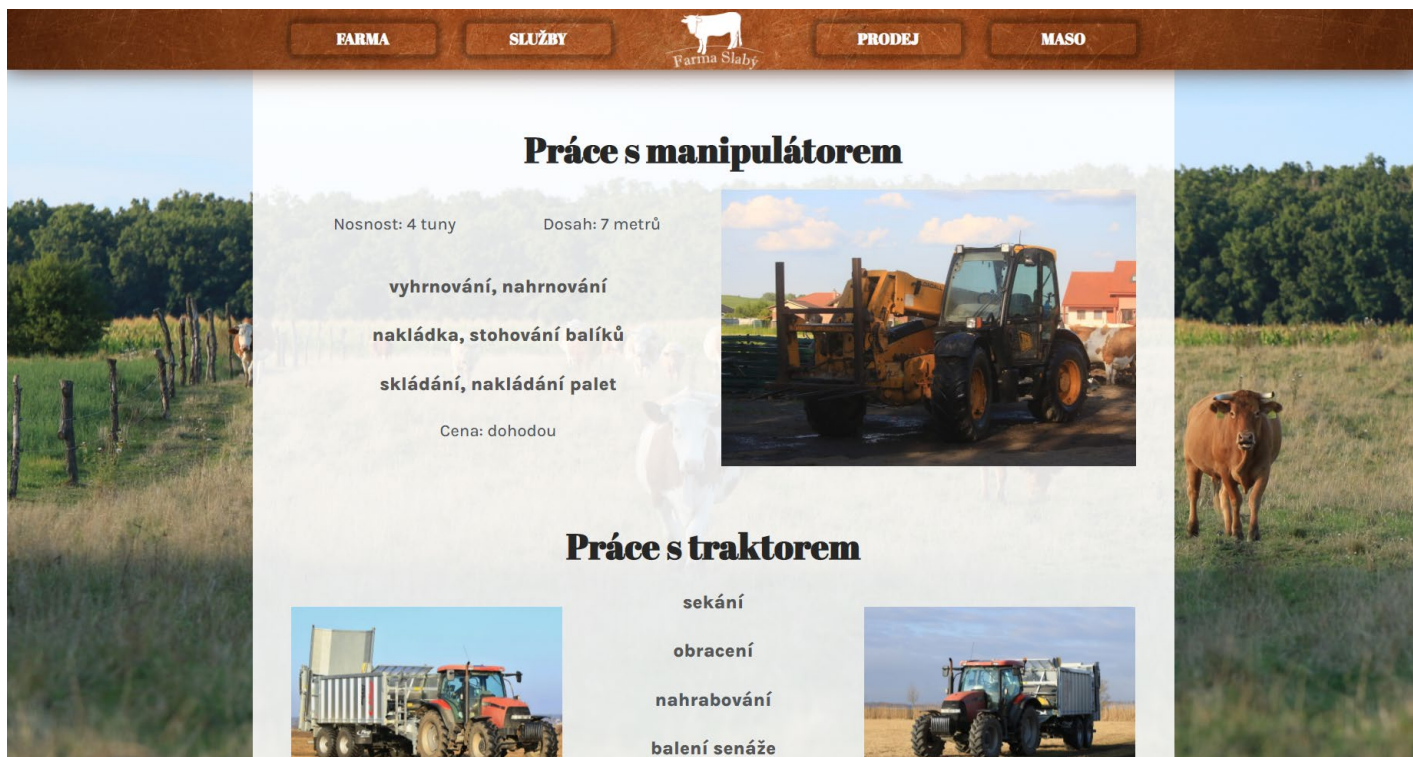 FARMA
SLUŽBY
Farma Slabý
PRODEJ
MASO
Práce s manipulátorem
Nosnost: 4 tuny
Dosah: 7 metrů
vyhrnování, nahrnování
nakládka, stohování balíků
skládání, nakládání palet
Cena: dohodou
Práce s traktorem
sekání
obracení
nahrabování
balení senáže